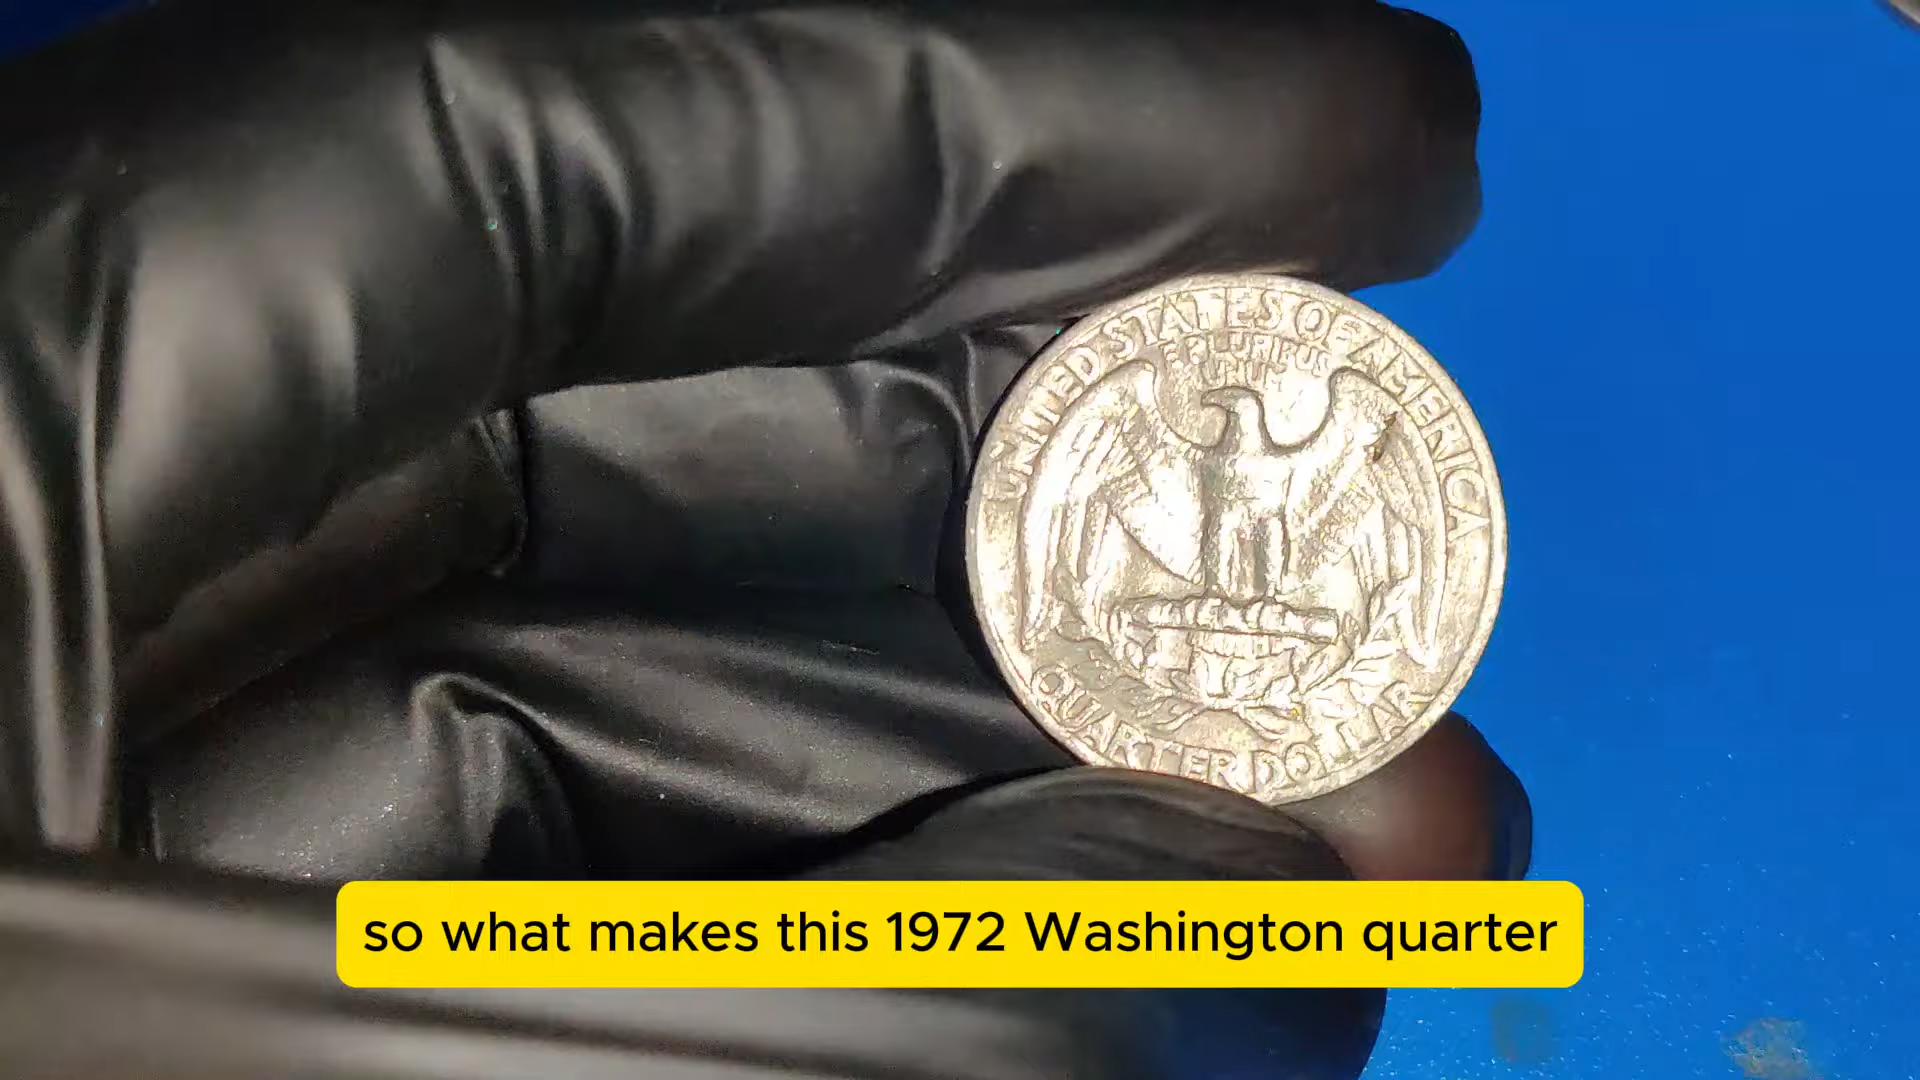 UNITED STATES OF AMERICA
E PLURIBUS
UNUM
QUARTER DOLLAR
so what makes this 1972 Washington quarter